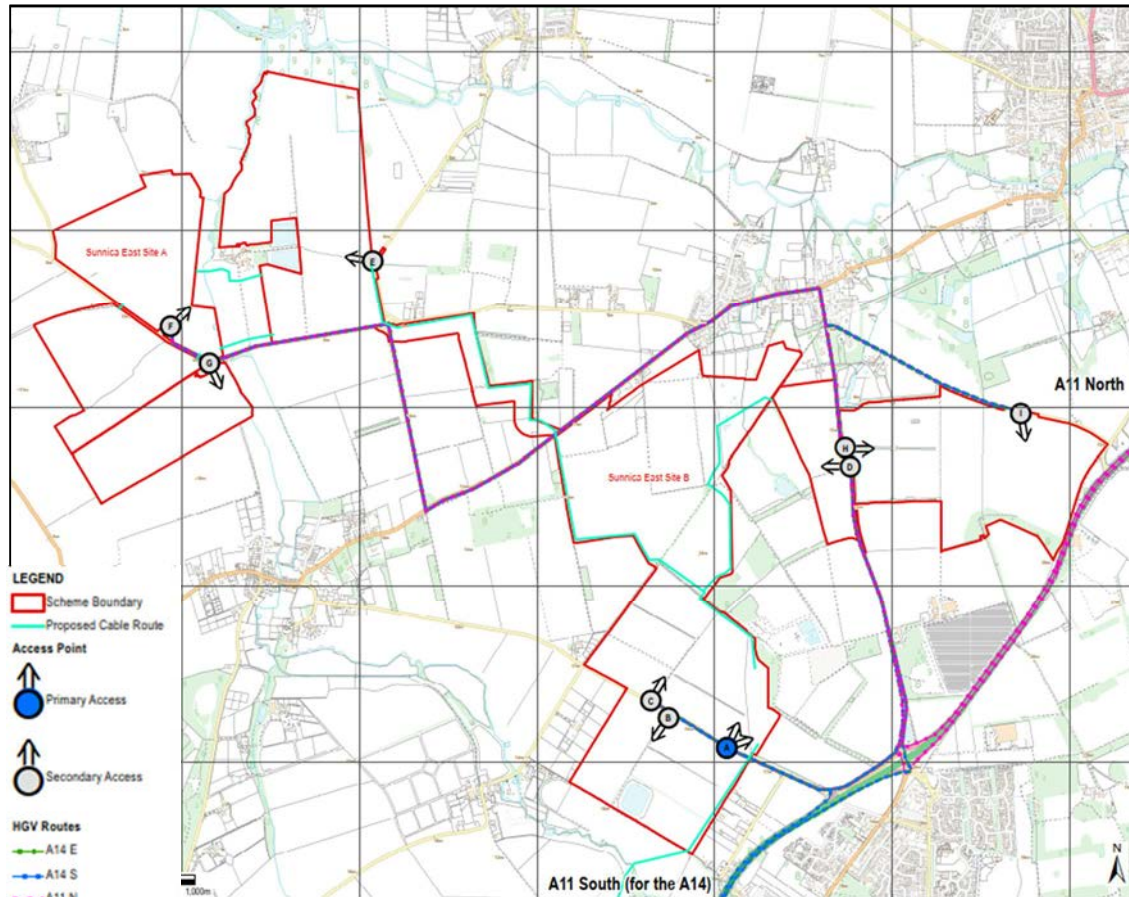 Sunnica East Site A
E
F
G
A11 North
I
H
D
Sunnica East Site B
LEGEND
Scheme Boundary
Proposed Cable Route
Access Point
Primary Access
Secondary Access
HGV Routes
A14 E
A14 S
A11 N
C
B
A
1,000m
A11 South (for the A14)
N